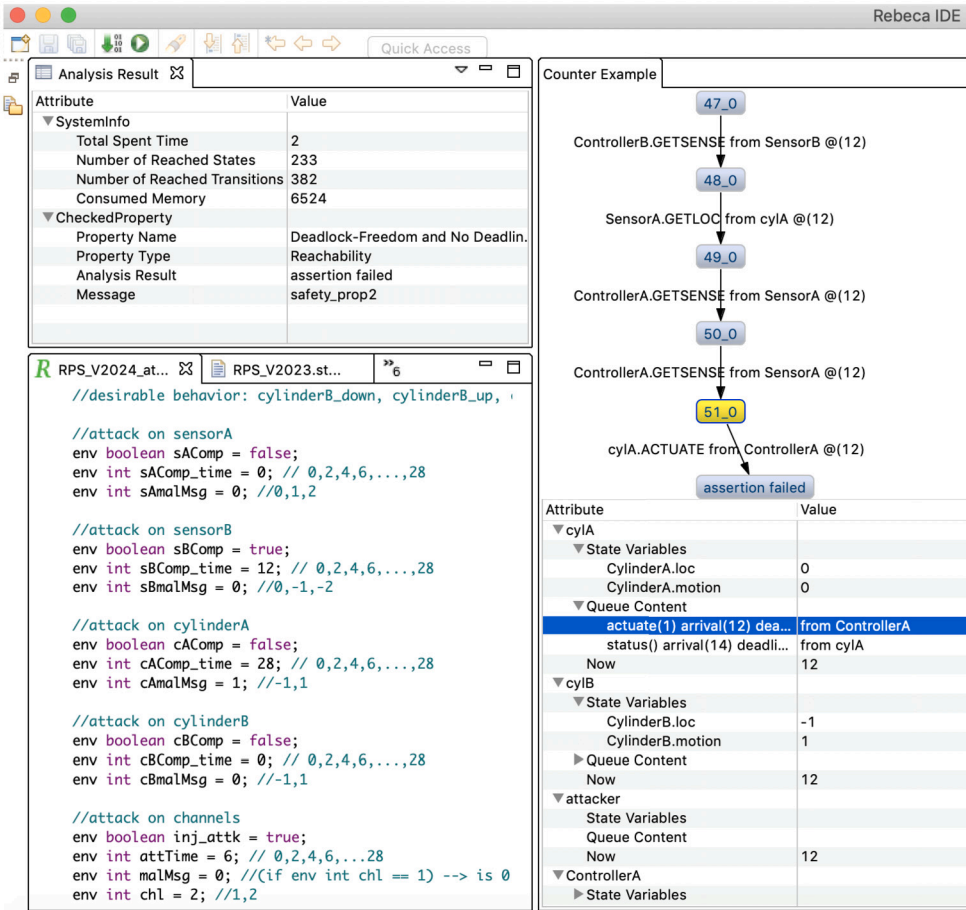 Rebeca IDE
Quick Access
Analysis Result
Attribute Value
SystemInfo
Total Spent Time 2
Number of Reached States 233
Number of Reached Transitions 382
Consumed Memory 6524
CheckedProperty
Property Name Deadlock-Freedom and No Deadlin.
Property Type Reachability
Analysis Result assertion failed
Message safety_prop2
RPS_V2024_at... RPS_V2023.st... »6
//desirable behavior: cylinderB_down, cylinderB_up,
//attack on sensorA
env boolean sAComp = false;
env int sAComp_time = 0; // 0,2,4,6,...,28
env int sAmalMsg = 0; //0,1,2
//attack on sensorB
env boolean sBComp = true;
env int sBComp_time = 12; // 0,2,4,6,...,28
env int sBmalMsg = 0; //0,-1,-2
//attack on cylinderA
env boolean cAComp = false;
env int cAComp_time = 28; // 0,2,4,6,...,28
env int cAmalMsg = 1; //-1,1
//attack on cylinderB
env boolean cBComp = false;
env int cBComp_time = 0; // 0,2,4,6,...,28
env int cBmalMsg = 0; //-1,1
//attack on channels
env boolean inj_attk = true;
env int attTime = 6; // 0,2,4,6,...28
env int malMsg = 0; //(if env int chl == 1) --> is 0
env int chl = 2; //1,2
Counter Example
47_0
ControllerB.GETSENSE from SensorB @(12)
48_0
SensorA.GETLOC from cylA @(12)
49_0
ControllerA.GETSENSE from SensorA @(12)
50_0
ControllerA.GETSENSE from SensorA @(12)
51_0
cylA.ACTUATE from ControllerA @(12)
assertion failed
Attribute Value
cylA
State Variables
CylinderA.loc 0
CylinderA.motion 0
Queue Content
actuate(1) arrival(12) dea... from ControllerA
status() arrival(14) deadli... from cylA
Now 12
cylB
State Variables
CylinderB.loc -1
CylinderB.motion 1
Queue Content
Now 12
attacker
State Variables
Queue Content
Now 12
ControllerA
State Variables